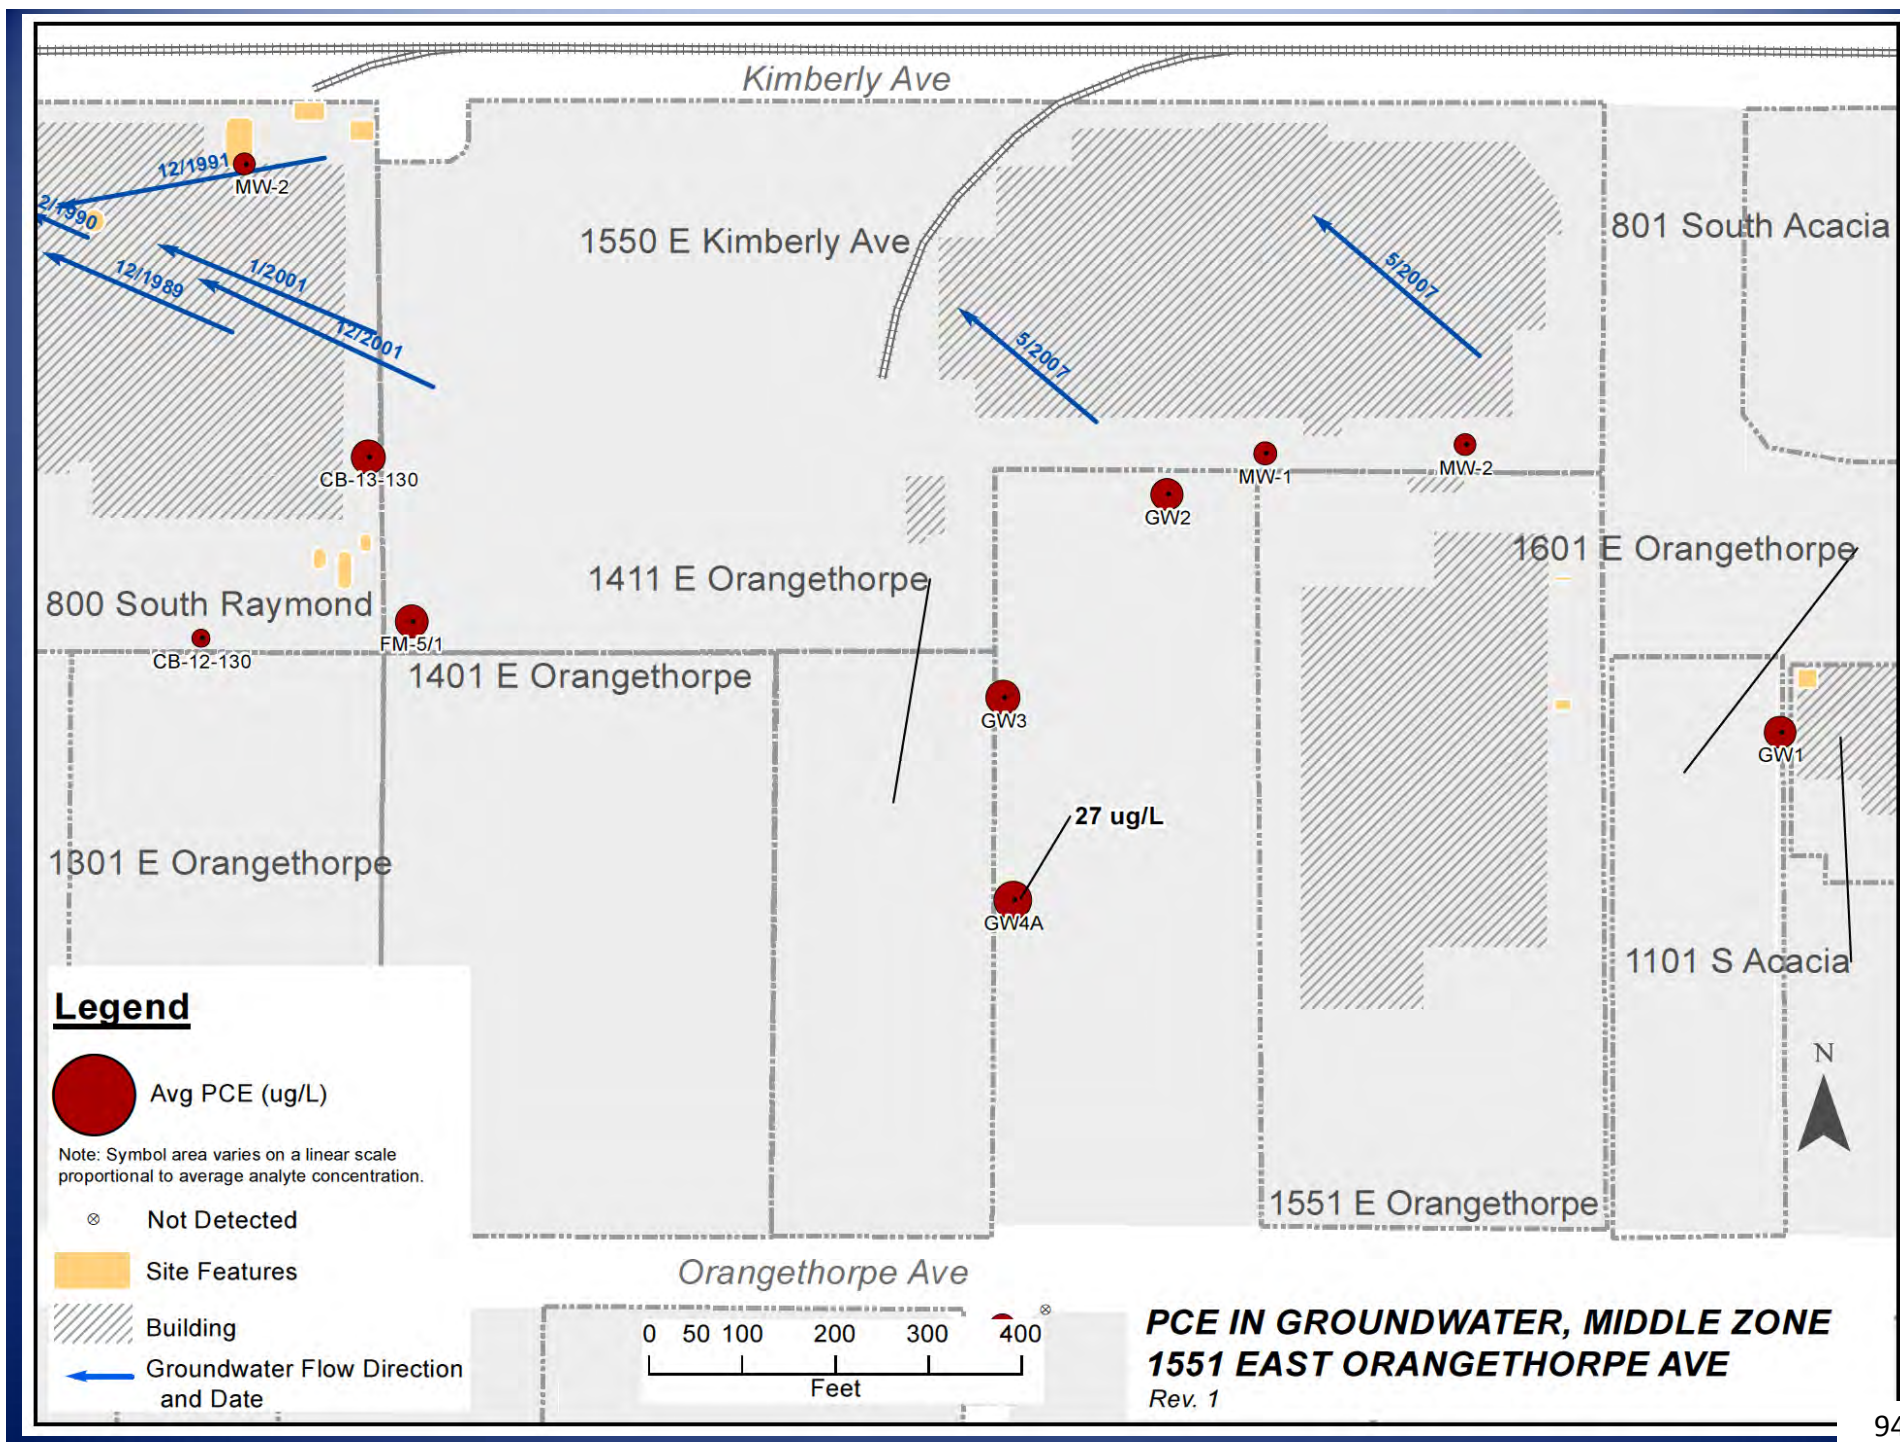 Kimberly Ave
12/1991
MW-2
2/1990
12/1989
1/2001
12/2001
1550 E Kimberly Ave
5/2007
5/2007
801 South Acacia
CB-13-130
MW-1
MW-2
GW2
1411 E Orangethorpe
1601 E Orangethorpe
800 South Raymond
CB-12-130
FM-5/1
1401 E Orangethorpe
GW3
GW1
27 ug/L
1301 E Orangethorpe
GW4A
1101 S Acacia
N
1551 E Orangethorpe
Orangethorpe Ave
Legend
Avg PCE (ug/L)
Note: Symbol area varies on a linear scale
proportional to average analyte concentration.
Not Detected
Site Features
Building
Groundwater Flow Direction
and Date
0 50 100 200 300 400
Feet
PCE IN GROUNDWATER, MIDDLE ZONE
1551 EAST ORANGETHORPE AVE
Rev. 1
94